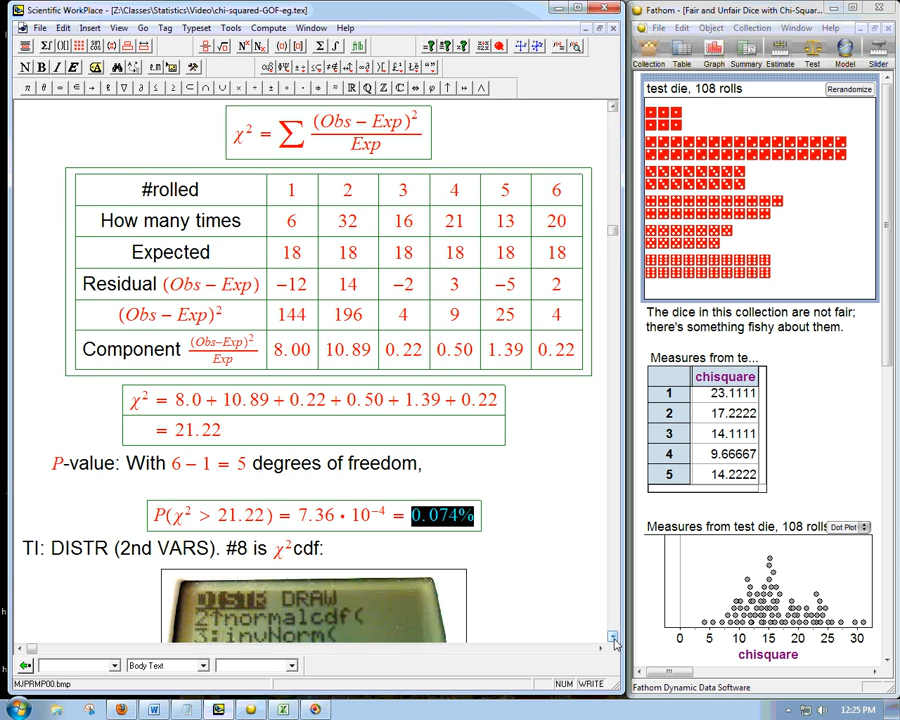 Scientific WorkPlace - [Z:\Classes\Statistics\Video\chi-squared-GOF-eg.tex]
File Edit Insert View Go Tag Typeset Tools Compute Window Help
χ² = ∑ (Obs − Exp)² / Exp
#rolled 1 2 3 4 5 6
How many times 6 32 16 21 13 20
Expected 18 18 18 18 18 18
Residual (Obs − Exp) −12 14 −2 3 −5 2
(Obs − Exp)² 144 196 4 9 25 4
Component (Obs−Exp)²/Exp 8.00 10.89 0.22 0.50 1.39 0.22
χ² = 8.0 + 10.89 + 0.22 + 0.50 + 1.39 + 0.22
= 21.22
P-value: With 6 − 1 = 5 degrees of freedom,
P(χ² > 21.22) = 7.36 • 10⁻⁴ = 0.074%
TI: DISTR (2nd VARS). #8 is χ²cdf:
DISTR DRAW
2↑normalcdf(
3:invNorm(
Body Text
MJPRMP00.bmp NUM WRITE
Fathom - [Fair and Unfair Dice with Chi-Squar...
File Edit Object Collection Window Help
Collection Table Graph Summary Estimate Test Model Slider
test die, 108 rolls Rerandomize
The dice in this collection are not fair;
there's something fishy about them.
Measures from te...
chisquare
1 23.1111
2 17.2222
3 14.1111
4 9.66667
5 14.2222
Measures from test die, 108 rolls Dot Plot
0 5 10 15 20 25 30
chisquare
Fathom Dynamic Data Software
12:25 PM